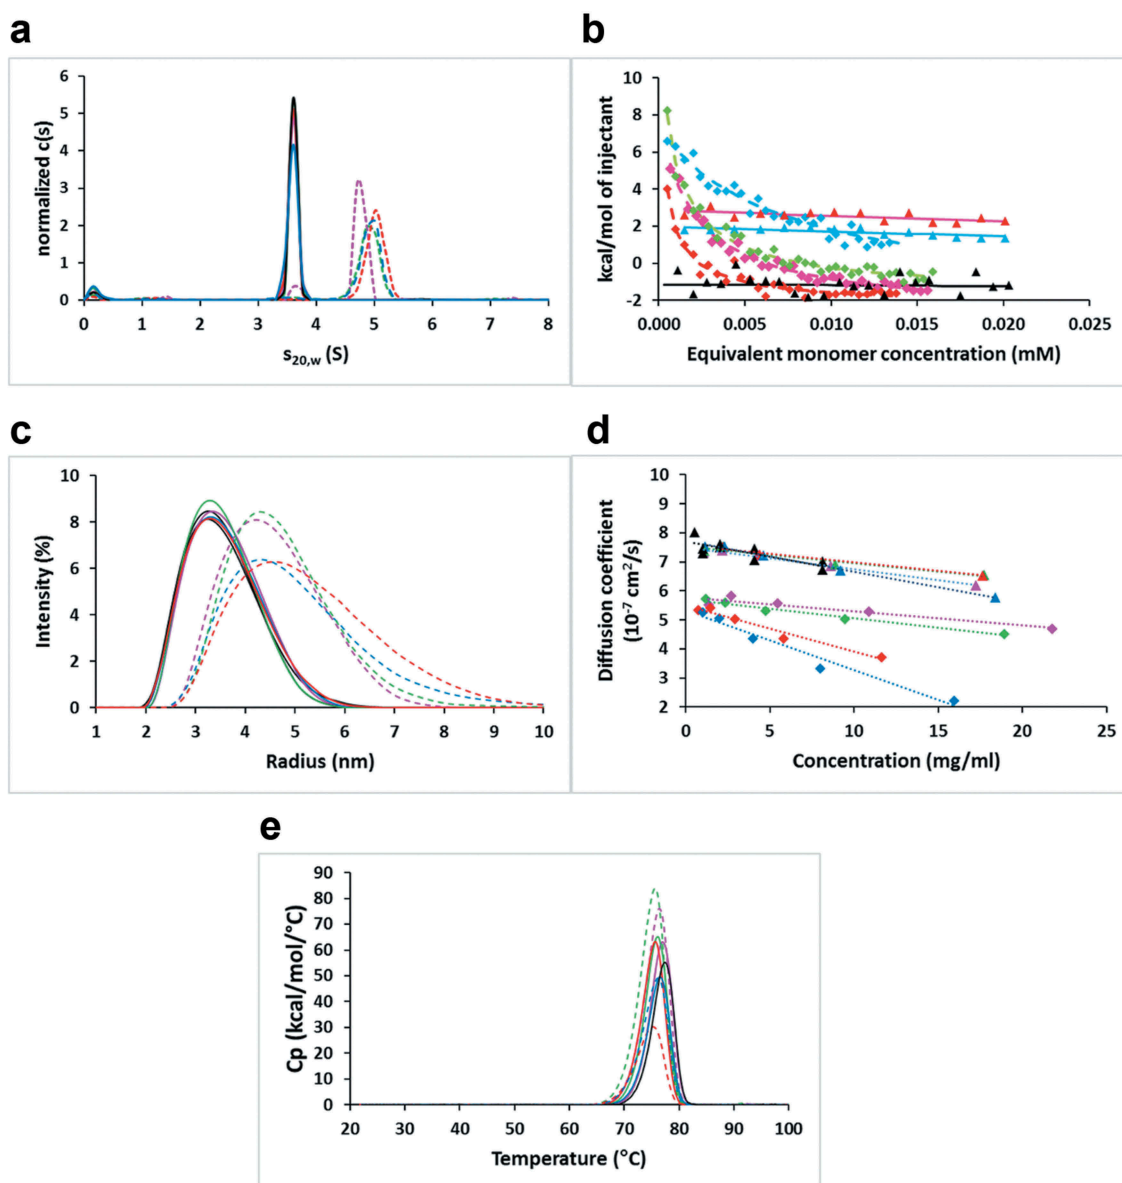 a
normalized c(s)
6
5
4
3
2
1
0
0 1 2 3 4 5 6 7 8
s20,w (S)
b
kcal/mol of injectant
10
8
6
4
2
0
-2
0.000 0.005 0.010 0.015 0.020 0.025
Equivalent monomer concentration (mM)
c
Intensity (%)
10
8
6
4
2
0
1 2 3 4 5 6 7 8 9 10
Radius (nm)
d
Diffusion coefficient
(10-7 cm2/s)
10
9
8
7
6
5
4
3
2
0 5 10 15 20 25
Concentration (mg/ml)
e
Cp (kcal/mol/°C)
90
80
70
60
50
40
30
20
10
0
20 30 40 50 60 70 80 90 100
Temperature (°C)